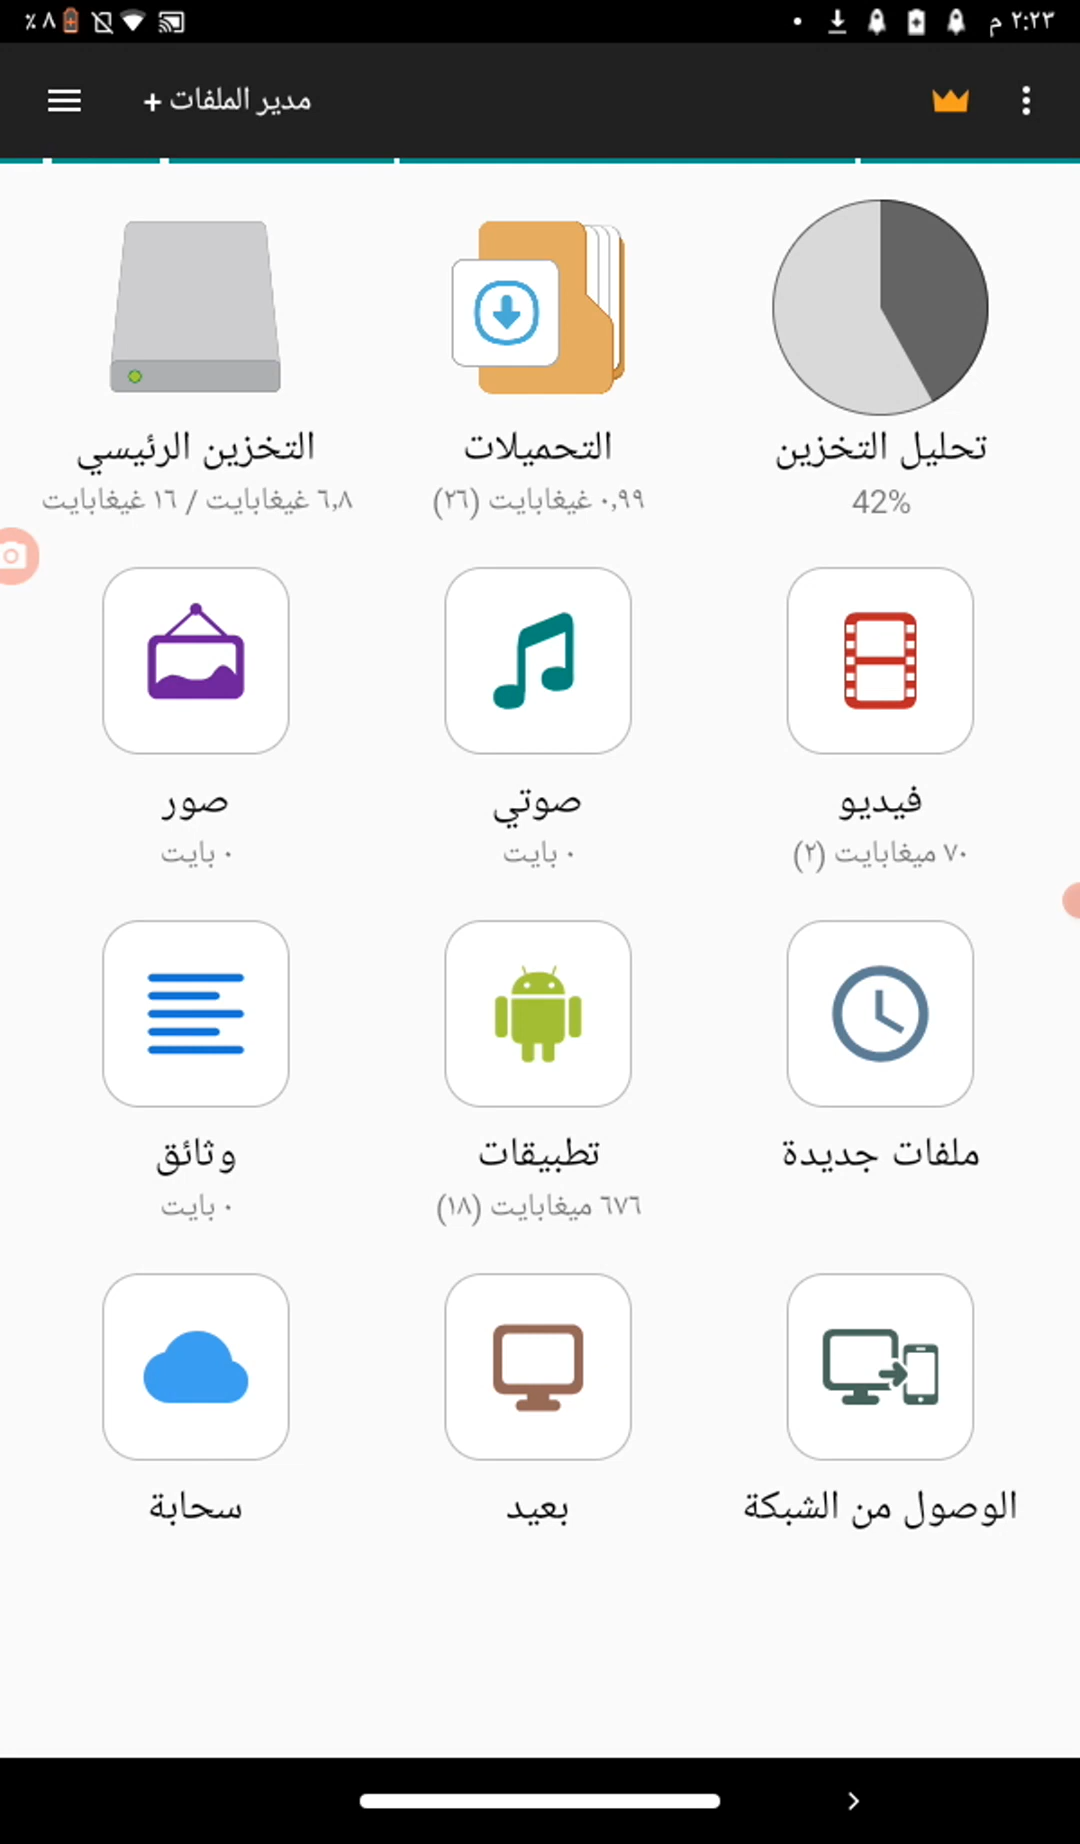 ٪ ٨
٢:٢٣ م
مدير الملفات +
التخزين الرئيسي
٦,٨ غيغابايت / ١٦ غيغابايت
التحميلات
٠,٩٩ غيغابايت (٢٦)
تحليل التخزين
42%
صور
٠ بايت
صوتي
٠ بايت
فيديو
٧٠ ميغابايت (٢)
وثائق
٠ بايت
تطبيقات
٦٧٦ ميغابايت (١٨)
ملفات جديدة
سحابة
بعيد
الوصول من الشبكة